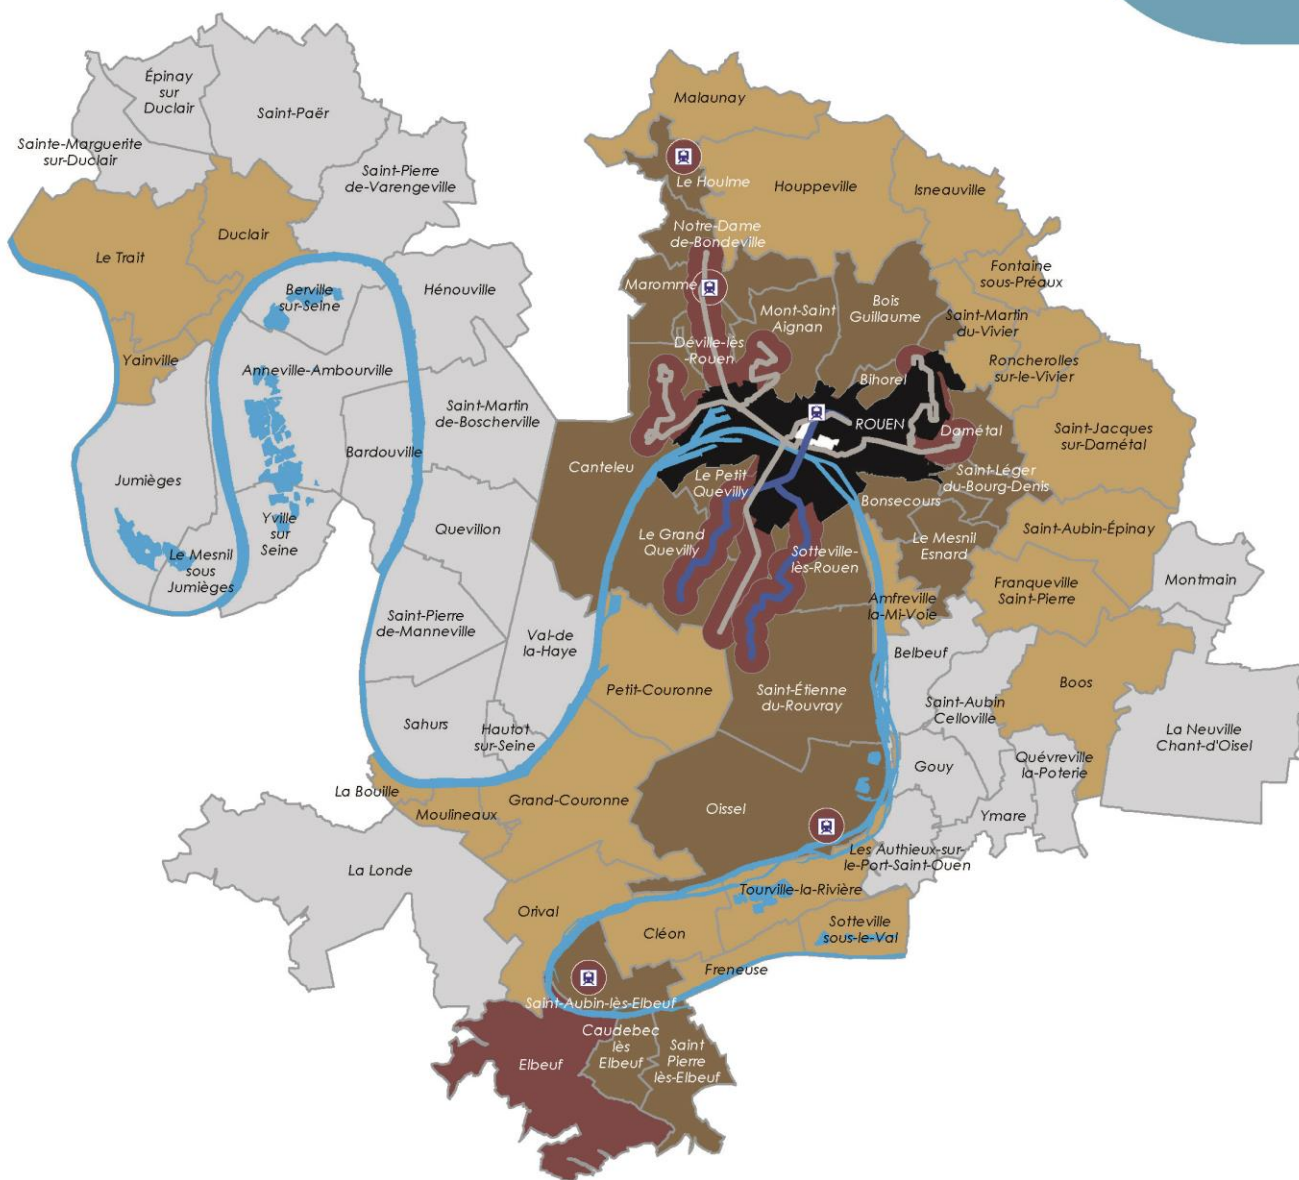 Épinay
sur
Duclair
Saint-Paër
Sainte-Marguerite
sur-Duclair
Saint-Pierre
de-Varengeville
Duclair
Le Trait
Yainville
Berville
sur-Seine
Hénouville
Anneville-Ambourville
Saint-Martin
de-Boscherville
Bardouville
Jumièges
Le Mesnil
sous
Jumièges
Yville
sur
Seine
Quevillon
Saint-Pierre
de-Manneville
Val-de
la-Haye
Sahurs
Hautot
sur-Seine
Malaunay
Le Houlme
Houppeville
Isneauville
Notre-Dame
de-Bondeville
Maromme
Mont-Saint
Aignan
Bois
Guillaume
Fontaine
sous-Préaux
Saint-Martin
du-Vivier
Déville-lès
-Rouen
Bihorel
Roncherolles
sur-le-Vivier
ROUEN
Darnétal
Saint-Jacques
sur-Darnétal
Canteleu
Le Petit
Quevilly
Saint-Léger
du-Bourg-Denis
Bonsecours
Le Grand
Quevilly
Sotteville-
lès-Rouen
Le Mesnil
Esnard
Saint-Aubin-Épinay
Amfreville
la-Mi-Voie
Franqueville
Saint-Pierre
Montmain
Belbeuf
Boos
Saint-Aubin
Celloville
La Neuville
Chant-d'Oisel
Petit-Couronne
Saint-Étienne
du-Rouvray
Gouy
Quévreville
la-Poterie
Ymare
La Bouille
Moulineaux
Grand-Couronne
Oissel
Les Authieux-sur-
le-Port-Saint-Ouen
La Londe
Orival
Tourville-la-Rivière
Cléon
Sotteville
sous-le-Val
Freneuse
Saint-Aubin-lès-Elbeuf
Elbeuf
Caudebec
lès
Elbeuf
Saint
Pierre
lès-Elbeuf